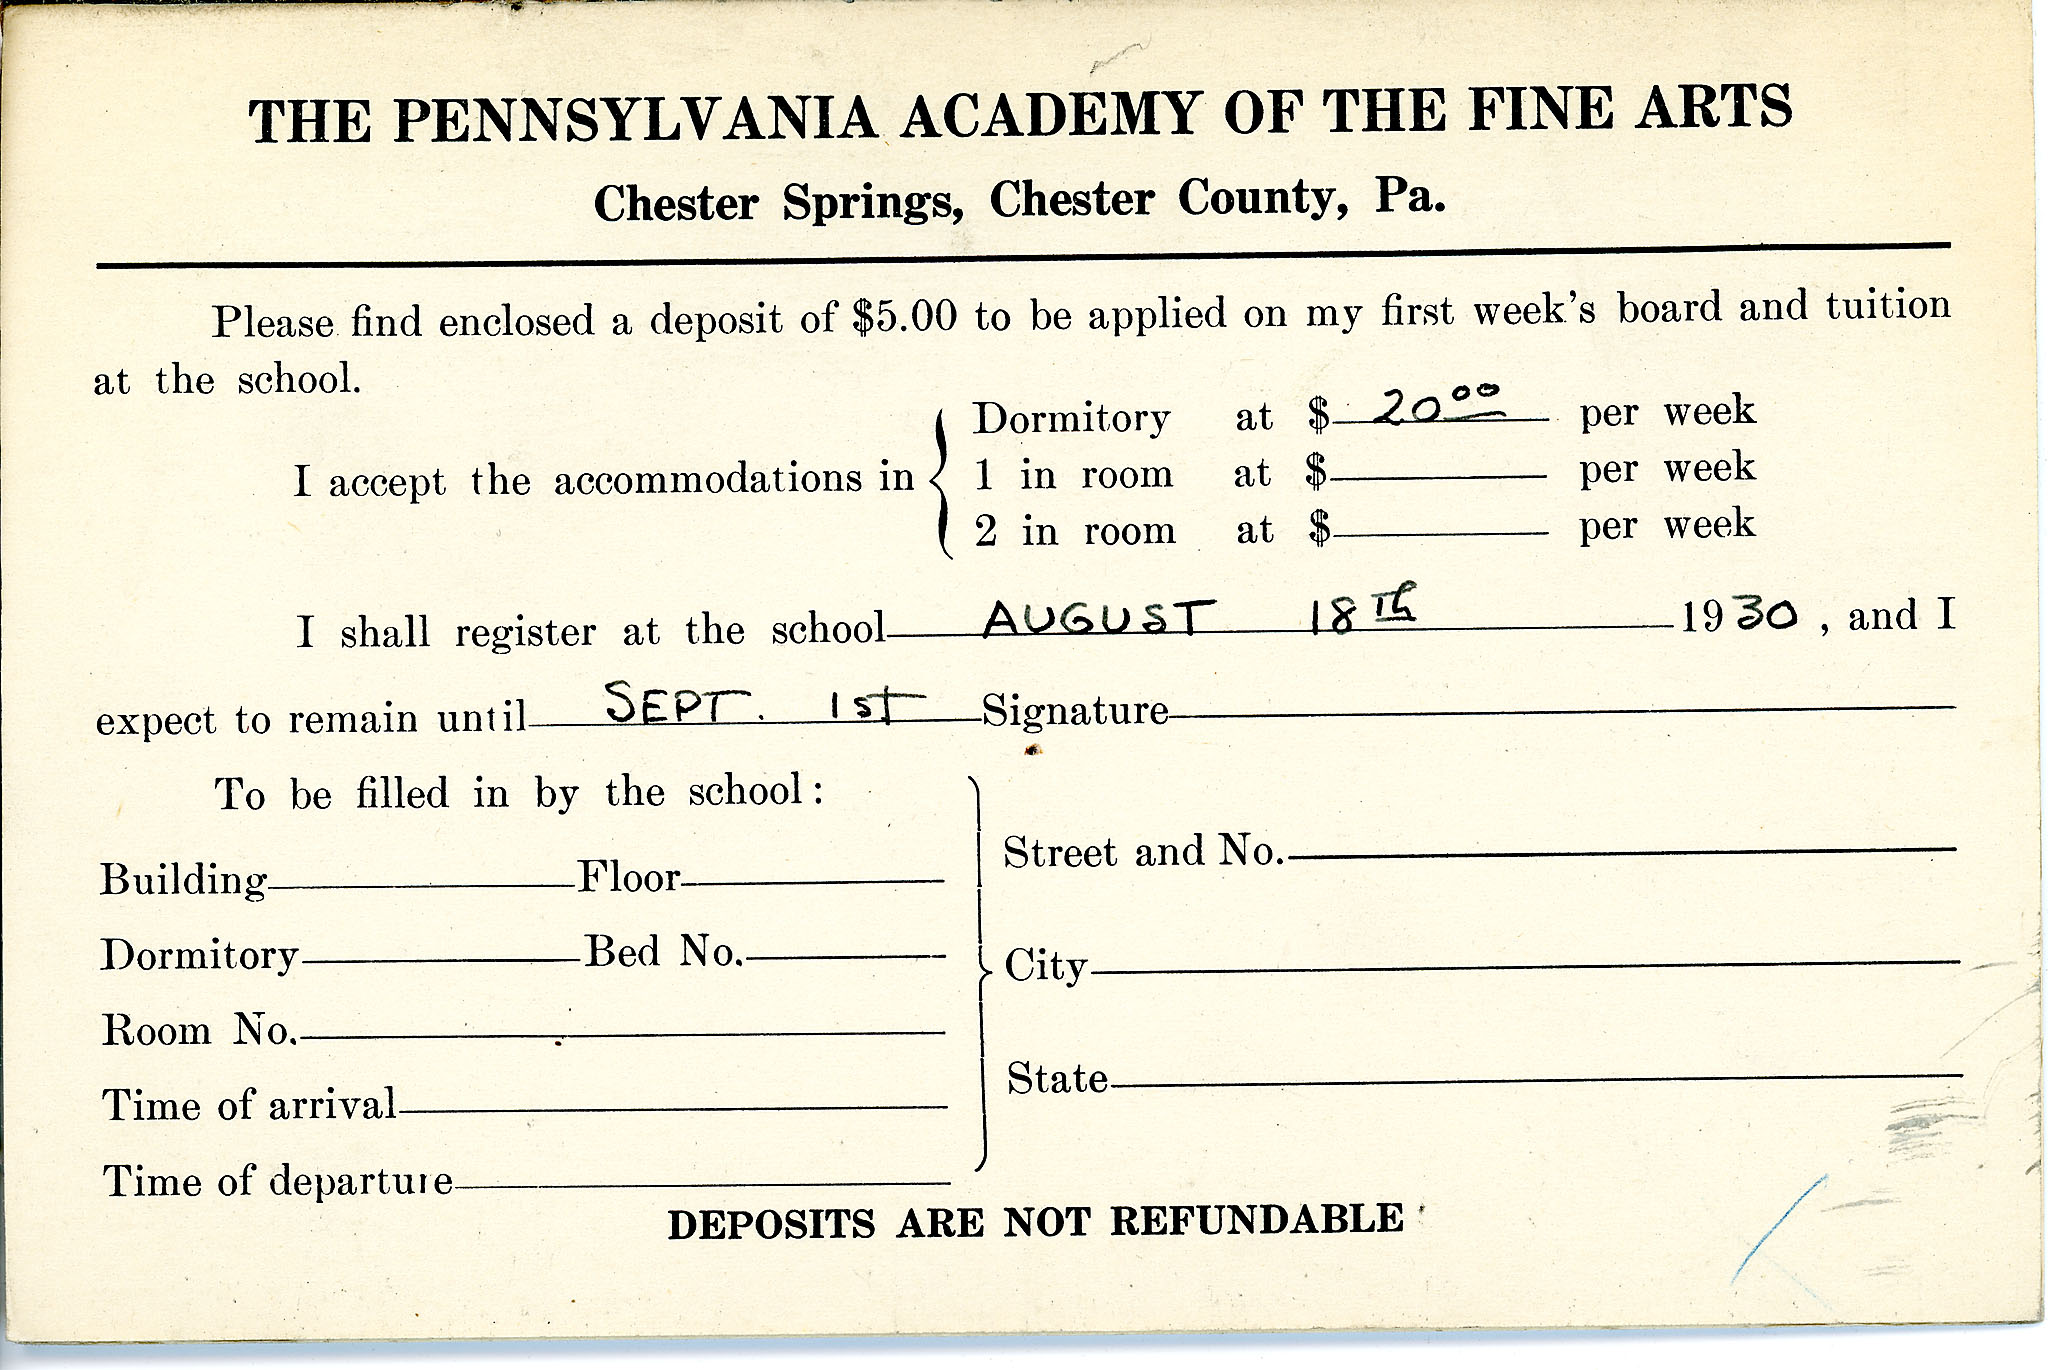 THE PENNSYLVANIA ACADEMY OF THE FINE ARTS
Chester Springs, Chester County, Pa.
Please find enclosed a deposit of $5.00 to be applied on my first week's board and tuition
at the school.
I accept the accommodations in
Dormitory at $ 20 00 per week
1 in room at $ per week
2 in room at $ per week
I shall register at the school AUGUST 18th 1930, and I
expect to remain until SEPT. 1st Signature
To be filled in by the school:
Building Floor
Dormitory Bed No.
Room No.
Time of arrival
Time of departure
Street and No.
City
State
DEPOSITS ARE NOT REFUNDABLE